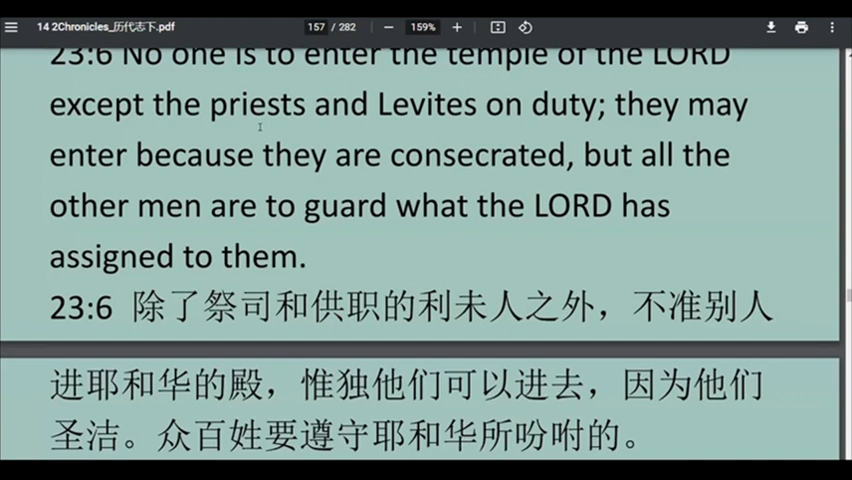 14 2Chronicles_历代志下.pdf
157 / 282
159%
23:6 No one is to enter the temple of the LORD
except the priests and Levites on duty; they may
enter because they are consecrated, but all the
other men are to guard what the LORD has
assigned to them.
23:6 除了祭司和供职的利未人之外，不准别人
进耶和华的殿，惟独他们可以进去，因为他们
圣洁。众百姓要遵守耶和华所吩咐的。